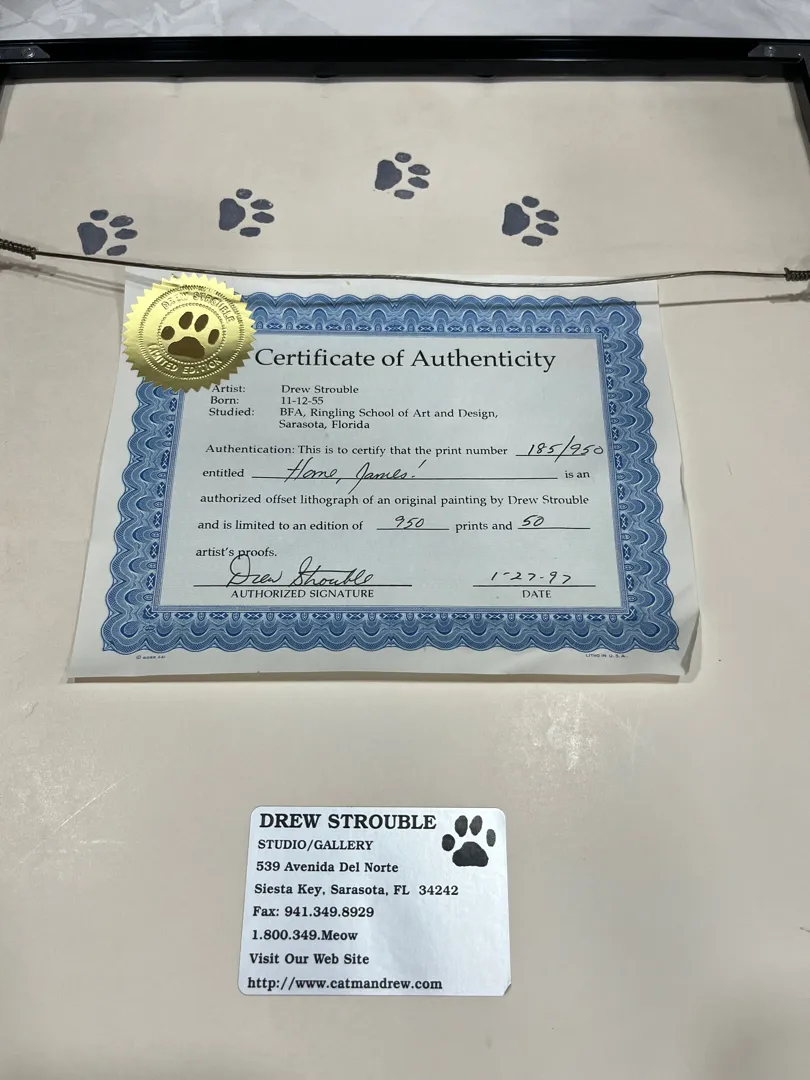 DREW STROUBLE
LIMITED EDITION
Certificate of Authenticity
Artist: Drew Strouble
Born: 11-12-55
Studied: BFA, Ringling School of Art and Design,
Sarasota, Florida
Authentication: This is to certify that the print number 185/950
entitled Home, James! is an
authorized offset lithograph of an original painting by Drew Strouble
and is limited to an edition of 950 prints and 50
artist's proofs.
Drew Strouble 1-27-97
AUTHORIZED SIGNATURE DATE
LITHO IN U.S.A.
DREW STROUBLE
STUDIO/GALLERY
539 Avenida Del Norte
Siesta Key, Sarasota, FL 34242
Fax: 941.349.8929
1.800.349.Meow
Visit Our Web Site
http://www.catmandrew.com